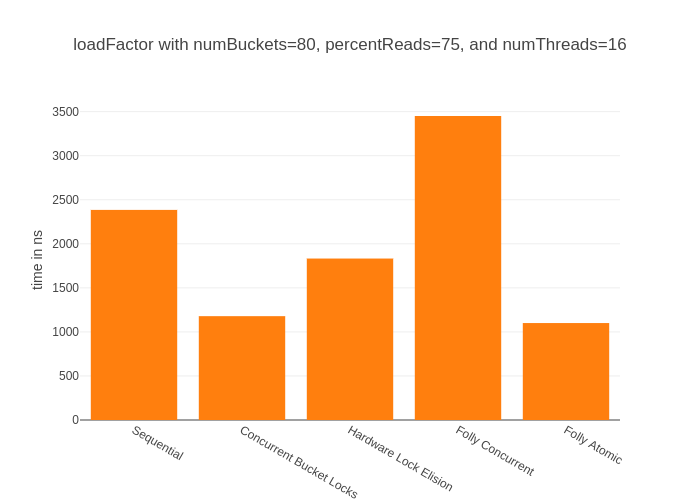 loadFactor with numBuckets=80, percentReads=75, and numThreads=16
3500
3000
2500
2000
1500
1000
500
0
time in ns
Sequential
Concurrent Bucket Locks
Hardware Lock Elision
Folly Concurrent
Folly Atomic